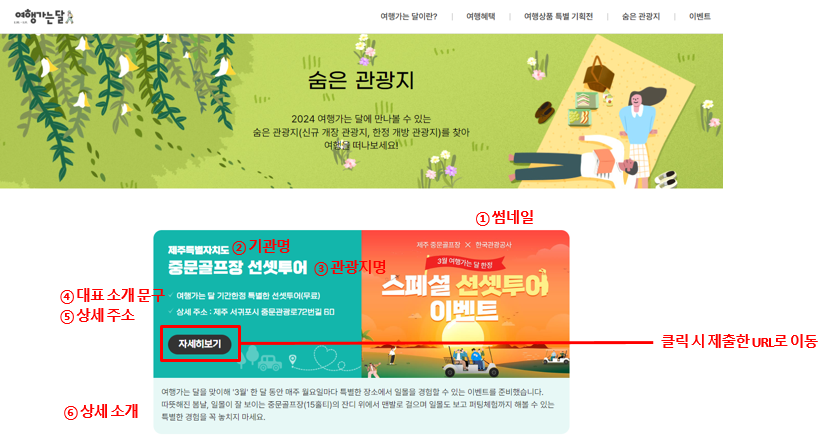 여행가는달
여행가는 달이란?
여행혜택
여행상품 특별 기획전
숨은 관광지
이벤트
숨은 관광지
2024 여행가는 달에 만나볼 수 있는
숨은 관광지(신규 개장 관광지, 한정 개방 관광지)를 찾아
여행을 떠나보세요!
① 썸네일
제주특별자치도 ② 기관명
중문골프장 선셋투어 ③ 관광지명
④ 대표 소개 문구
여행가는 달 기간한정 특별한 선셋투어(무료)
⑤ 상세 주소
상세 주소 : 제주 서귀포시 중문관광로72번길 60
자세히보기
제주 중문골프장 × 한국관광공사
3월 여행가는 달 한정
스페셜 선셋투어
이벤트
클릭 시 제출한 URL로 이동
⑥ 상세 소개
여행가는 달을 맞이해 '3월' 한 달 동안 매주 월요일마다 특별한 장소에서 일몰을 경험할 수 있는 이벤트를 준비했습니다.
따뜻해진 봄날, 일몰이 잘 보이는 중문골프장(15홀티)의 잔디 위에서 맨발로 걸으며 일몰도 보고 퍼팅체험까지 해볼 수 있는
특별한 경험을 꼭 놓치지 마세요.